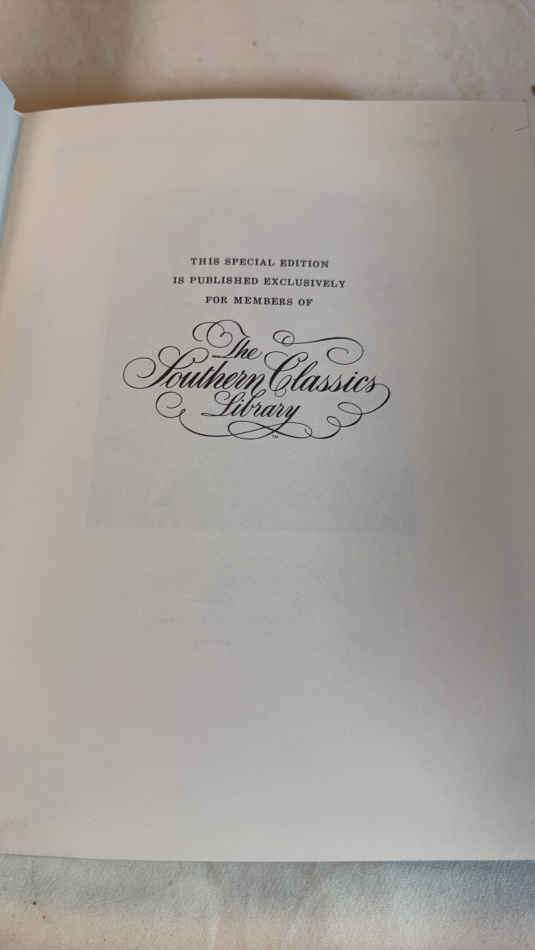 THIS SPECIAL EDITION
IS PUBLISHED EXCLUSIVELY
FOR MEMBERS OF
The
Southern Classics
Library
™